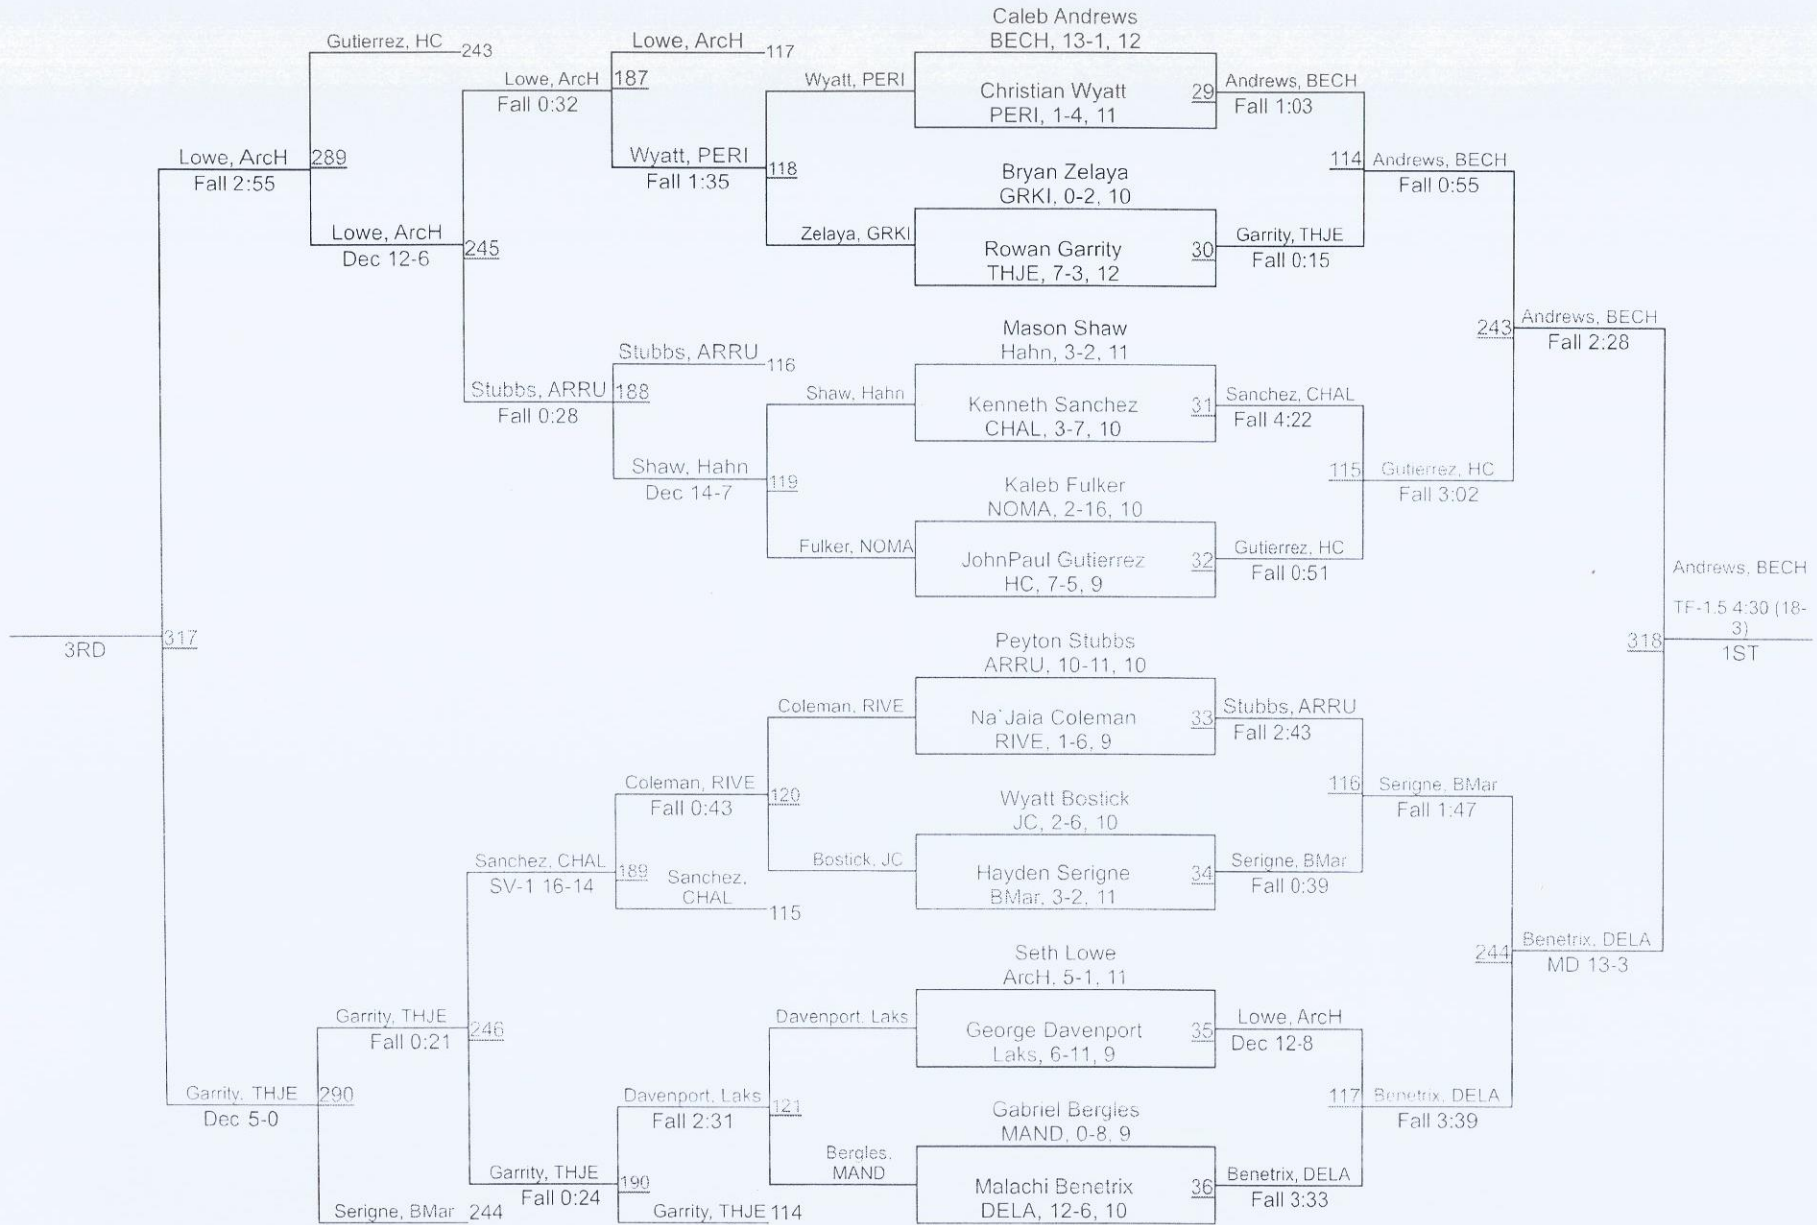 Caleb Andrews
BECH, 13-1, 12
Gutierrez, HC
243
Lowe, ArcH
117
Lowe, ArcH
187
Fall 0:32
Wyatt, PERI
Christian Wyatt
PERI, 1-4, 11
29
Andrews, BECH
Fall 1:03
Lowe, ArcH
289
Fall 2:55
Wyatt, PERI
118
Fall 1:35
Bryan Zelaya
GRKI, 0-2, 10
114
Andrews, BECH
Fall 0:55
Lowe, ArcH
245
Dec 12-6
Zelaya, GRKI
Rowan Garrity
THJE, 7-3, 12
30
Garrity, THJE
Fall 0:15
Mason Shaw
Hahn, 3-2, 11
243
Andrews, BECH
Fall 2:28
Stubbs, ARRU
116
Stubbs, ARRU
188
Fall 0:28
Shaw, Hahn
Kenneth Sanchez
CHAL, 3-7, 10
31
Sanchez, CHAL
Fall 4:22
Shaw, Hahn
119
Dec 14-7
Kaleb Fulker
NOMA, 2-16, 10
115
Gutierrez, HC
Fall 3:02
Fulker, NOMA
JohnPaul Gutierrez
HC, 7-5, 9
32
Gutierrez, HC
Fall 0:51
Andrews, BECH
TF-1.5 4:30 (18-
3)
317
3RD
318
1ST
Peyton Stubbs
ARRU, 10-11, 10
Coleman, RIVE
Na`Jaia Coleman
RIVE, 1-6, 9
33
Stubbs, ARRU
Fall 2:43
Coleman, RIVE
120
Fall 0:43
Wyatt Bostick
JC, 2-6, 10
116
Serigne, BMar
Fall 1:47
Sanchez, CHAL
189
SV-1 16-14
Sanchez,
CHAL
115
Bostick, JC
Hayden Serigne
BMar, 3-2, 11
34
Serigne, BMar
Fall 0:39
Seth Lowe
ArcH, 5-1, 11
244
Benetrix, DELA
MD 13-3
Garrity, THJE
246
Fall 0:21
Davenport, Laks
George Davenport
Laks, 6-11, 9
35
Lowe, ArcH
Dec 12-8
Garrity, THJE
290
Dec 5-0
Davenport, Laks
121
Fall 2:31
Gabriel Bergles
MAND, 0-8, 9
117
Benetrix, DELA
Fall 3:39
Garrity, THJE
190
Fall 0:24
Bergles,
MAND
Malachi Benetrix
DELA, 12-6, 10
36
Benetrix, DELA
Fall 3:33
Serigne, BMar
244
Garrity, THJE
114